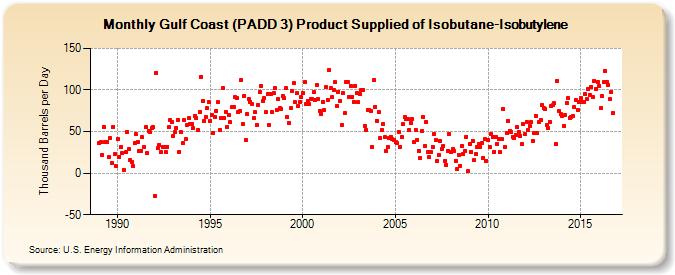 Monthly Gulf Coast (PADD 3) Product Supplied of Isobutane-Isobutylene
Thousand Barrels per Day
150
100
50
0
-50
1990 1995 2000 2005 2010 2015
Source: U.S. Energy Information Administration